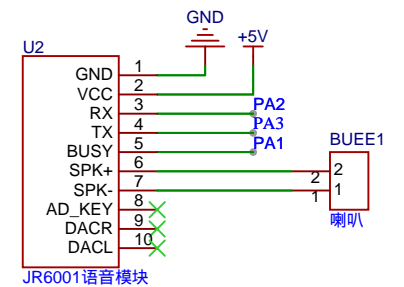 GND
+5V
U2
GND 1
VCC 2
RX 3 PA2
TX 4 PA3
BUSY 5 PA1
BUEE1
SPK+ 6 2 2
SPK- 7 1 1
AD_KEY 8
DACR 9
DACL 10
喇叭
JR6001语音模块